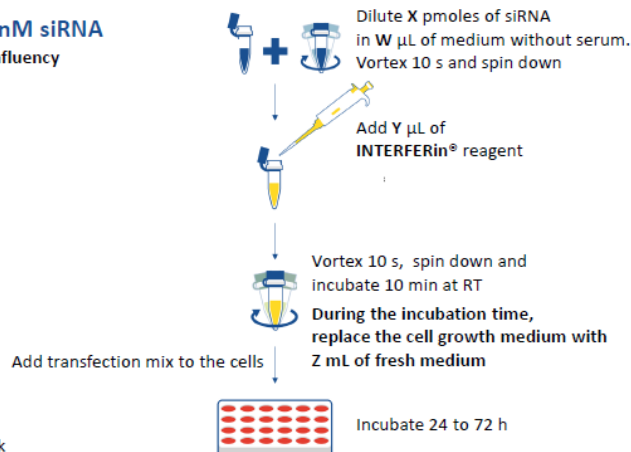 nM siRNA
Dilute X pmoles of siRNA
in W µL of medium without serum.
Vortex 10 s and spin down
Add Y µL of
INTERFERin® reagent
Vortex 10 s, spin down and
incubate 10 min at RT
During the incubation time,
replace the cell growth medium with
Z mL of fresh medium
Add transfection mix to the cells
Incubate 24 to 72 h